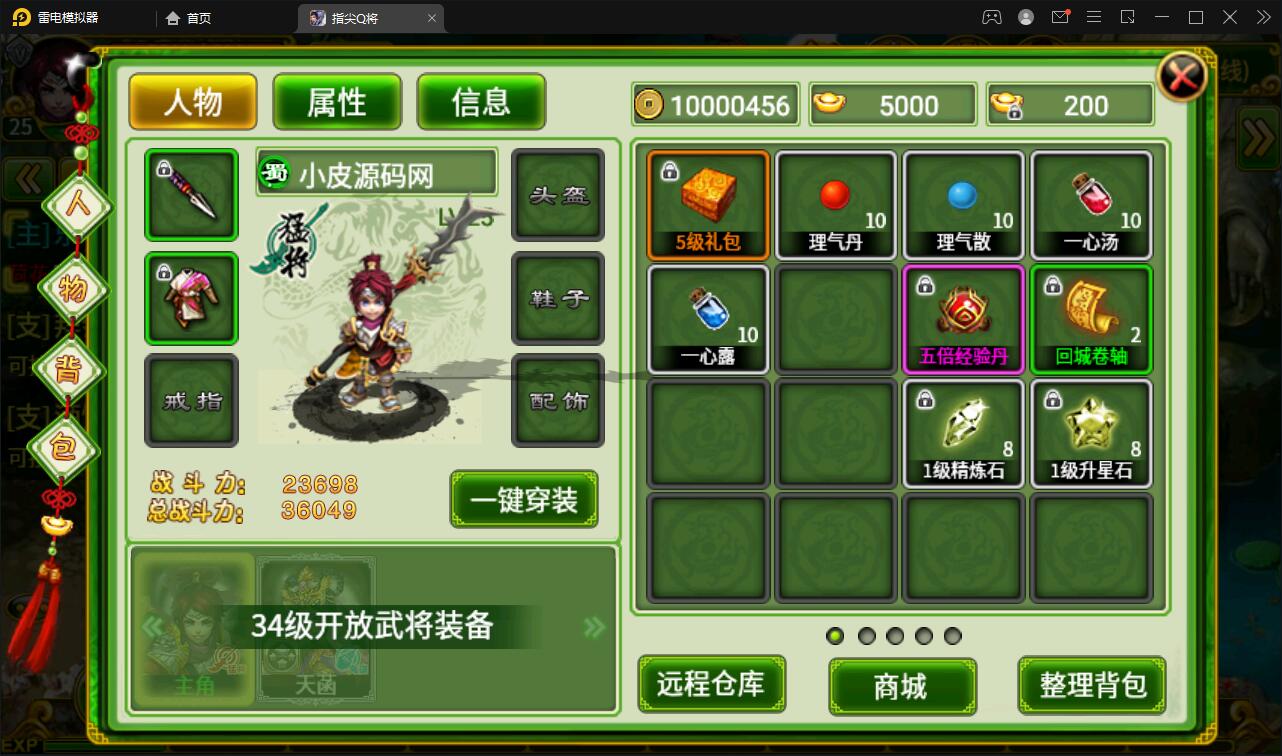 雷电模拟器
首页
指尖Q将
人物
属性
信息
10000456
5000
200
25
人
物
背
包
蜀
小皮源码网
猛将
头盔
鞋子
戒指
配饰
战斗力:
23698
总战斗力:
36049
一键穿装
34级开放武将装备
主角
天菡
5级礼包
10
理气丹
10
理气散
10
一心汤
10
一心露
五倍经验丹
2
回城卷轴
8
1级精炼石
8
1级升星石
远程仓库
商城
整理背包
EXP